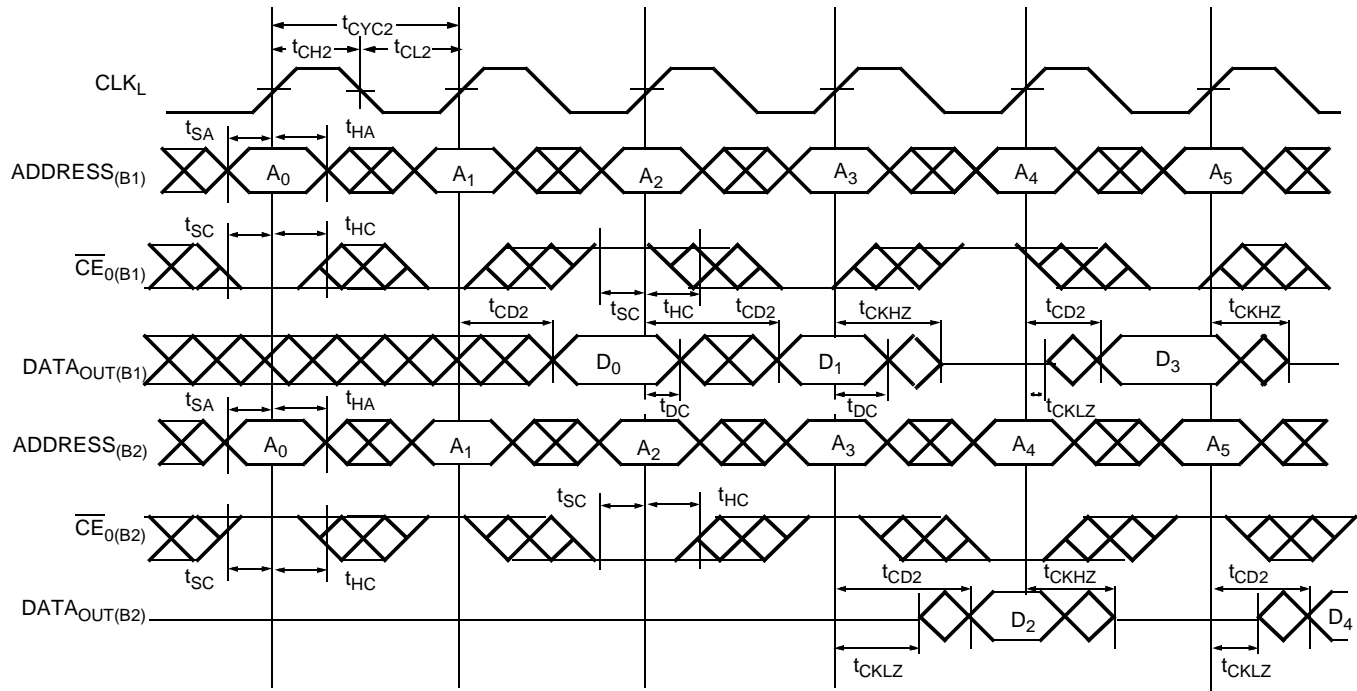 tCYC2
tCH2 tCL2
CLKL
tSA tHA
ADDRESS(B1) A0 A1 A2 A3 A4 A5
tSC tHC
CE0(B1)
tSC tHC
tCD2 tCD2 tCKHZ tCD2 tCKHZ
DATAOUT(B1) D0 D1 D3
tDC tDC tCKLZ
tSA tHA
ADDRESS(B2) A0 A1 A2 A3 A4 A5
tSC tHC
CE0(B2)
tSC tHC
tCD2 tCKHZ tCD2
DATAOUT(B2) D2 D4
tCKLZ tCKLZ